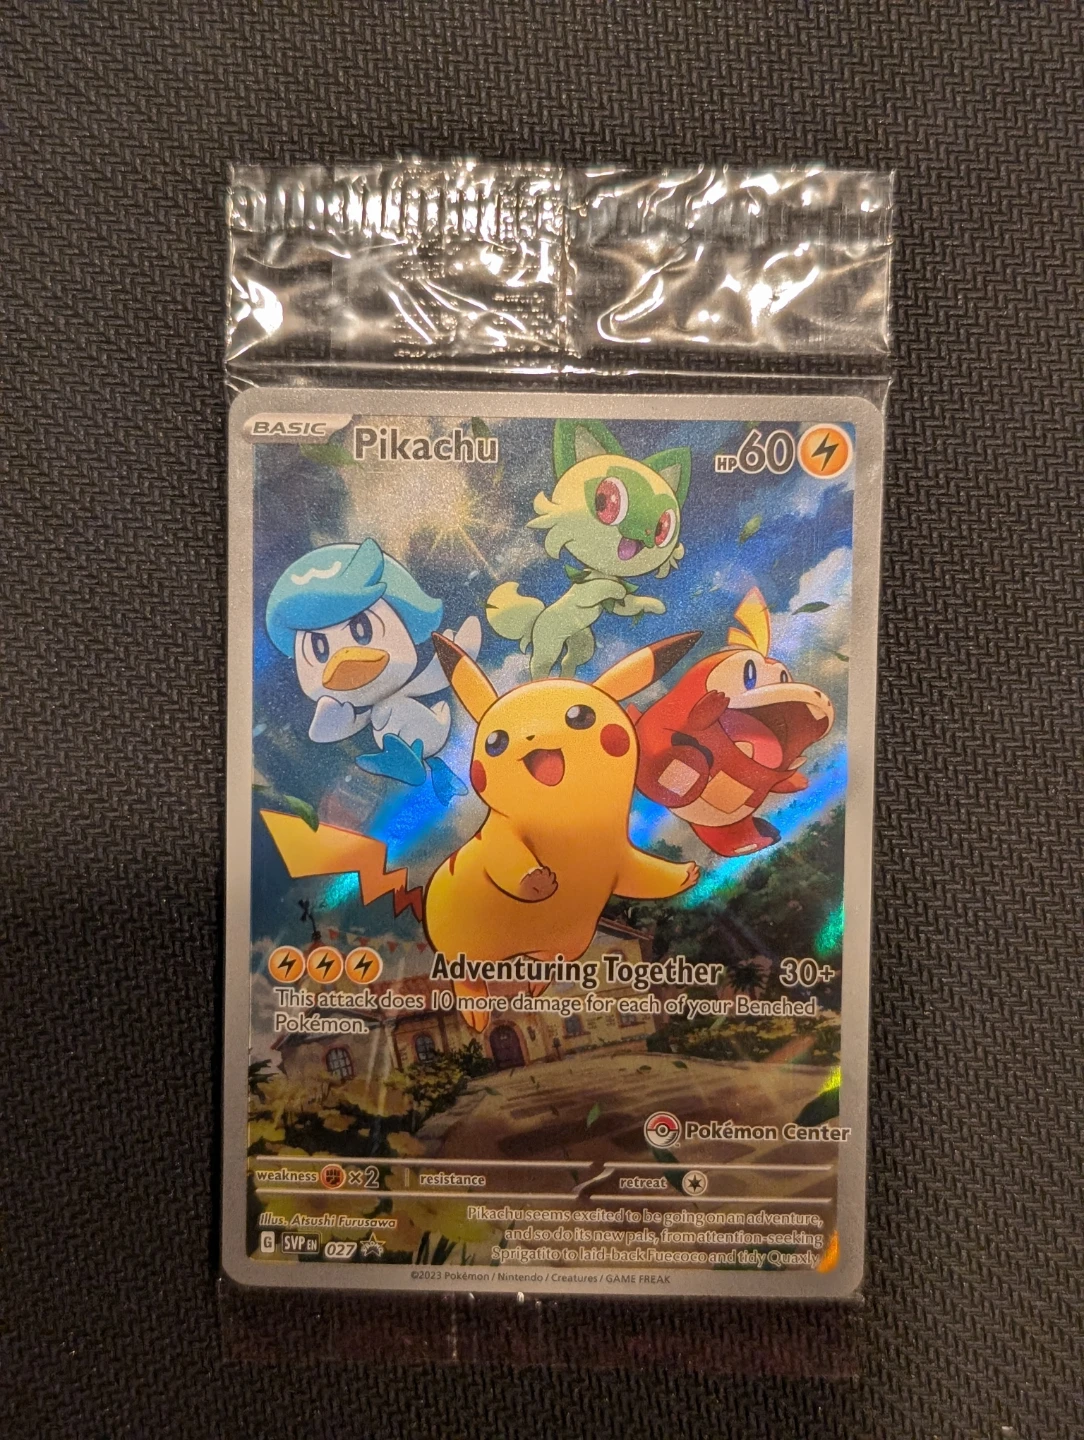 BASIC Pikachu HP 60
Adventuring Together 30+
This attack does 10 more damage for each of your Benched
Pokémon.
Pokémon Center
weakness ×2 resistance retreat
Illus. Atsushi Furusawa
Pikachu seems excited to be going on an adventure,
and so do its new pals, from attention-seeking
Sprigatito to laid-back Fuecoco and tidy Quaxly.
G SVP EN 027
©2023 Pokémon / Nintendo / Creatures / GAME FREAK